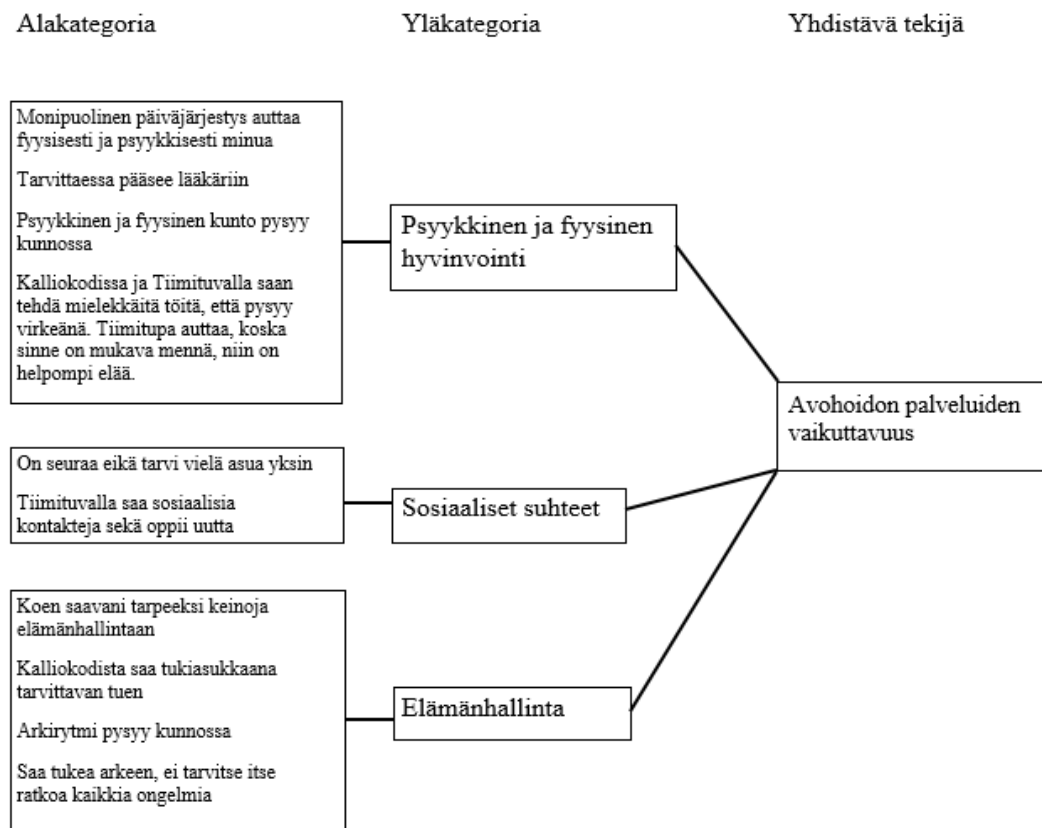 Alakategoria
Yläkategoria
Yhdistävä tekijä
Monipuolinen päiväjärjestys auttaa
fyysisesti ja psyykkisesti minua
Tarvittaessa pääsee lääkäriin
Psyykkinen ja fyysinen kunto pysyy
kunnossa
Kalliokodissa ja Tiimituvalla saan
tehdä mielekkäitä töitä, että pysyy
virkeänä. Tiimitupa auttaa, koska
sinne on mukava mennä, niin on
helpompi elää.
Psyykkinen ja fyysinen
hyvinvointi
Avohoidon palveluiden
vaikuttavuus
On seuraa eikä tarvi vielä asua yksin
Tiimituvalla saa sosiaalisia
kontakteja sekä oppii uutta
Sosiaaliset suhteet
Koen saavani tarpeeksi keinoja
elämänhallintaan
Kalliokodista saa tukiasukkaana
tarvittavan tuen
Arkirytmi pysyy kunnossa
Saa tukea arkeen, ei tarvitse itse
ratkoa kaikkia ongelmia
Elämänhallinta